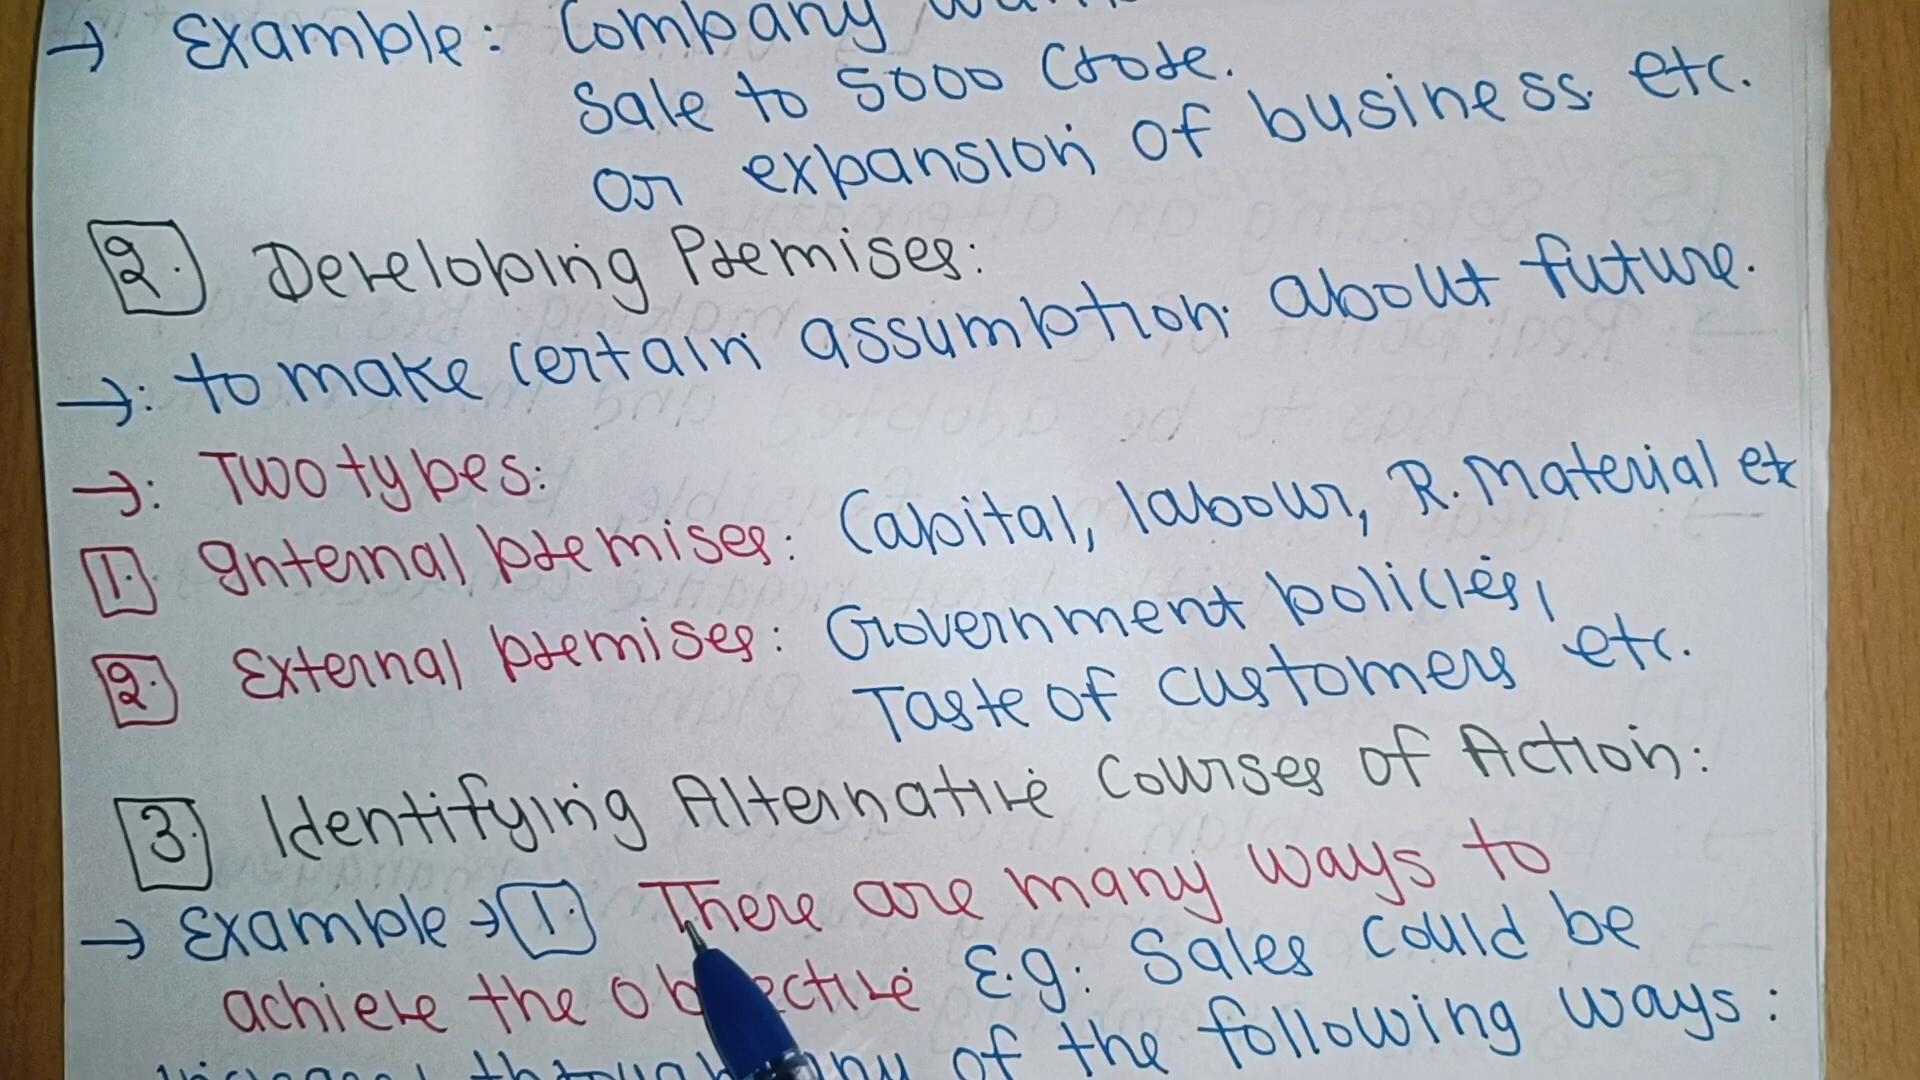 → Example: Company
Sale to 5000 Crore.
or expansion of business. etc.
2. Developing Premises:
→: to make certain assumption about future.
→: Two types:
1. Internal premises: Capital, labour, R. Material etc
2. External premises: Government policies,
Taste of customers etc.
3. Identifying Alternative Courses of Action:
→ Example → 1. There are many ways to
achieve the objective E.g: Sales could be
of the following ways: